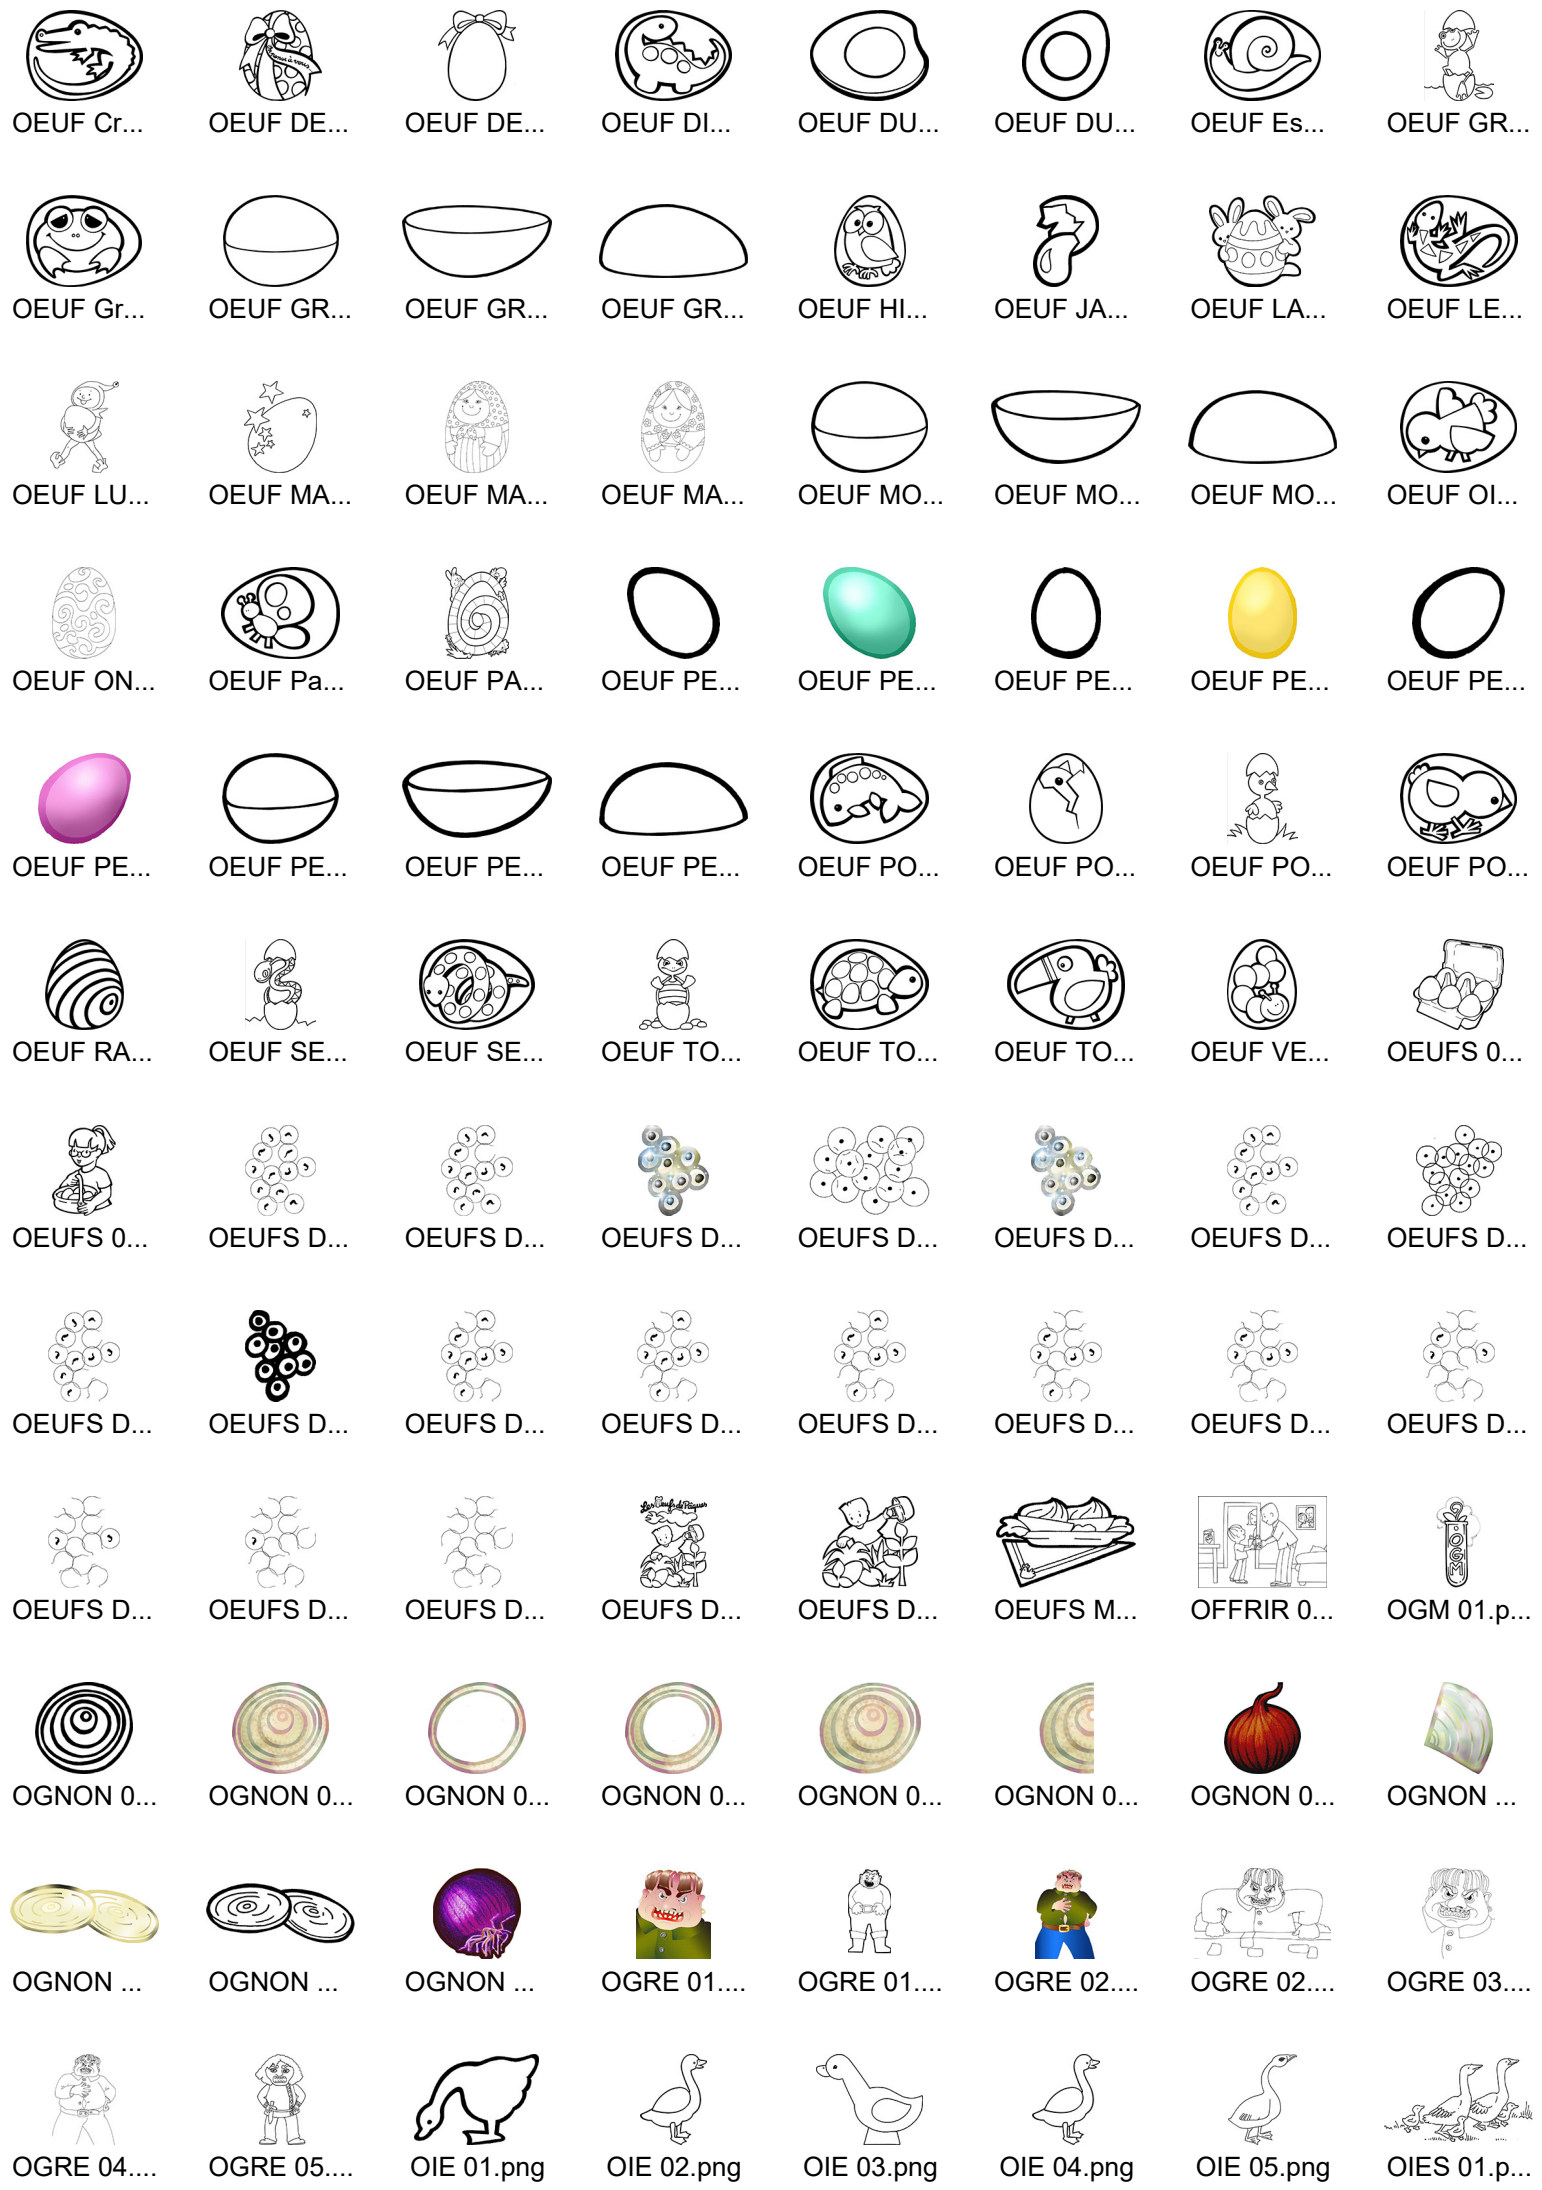 OEUF Cr... OEUF DE... OEUF DE... OEUF DI... OEUF DU... OEUF DU... OEUF Es... OEUF GR...
OEUF Gr... OEUF GR... OEUF GR... OEUF GR... OEUF HI... OEUF JA... OEUF LA... OEUF LE...
OEUF LU... OEUF MA... OEUF MA... OEUF MA... OEUF MO... OEUF MO... OEUF MO... OEUF OI...
OEUF ON... OEUF Pa... OEUF PA... OEUF PE... OEUF PE... OEUF PE... OEUF PE... OEUF PE...
OEUF PE... OEUF PE... OEUF PE... OEUF PE... OEUF PO... OEUF PO... OEUF PO... OEUF PO...
OEUF RA... OEUF SE... OEUF SE... OEUF TO... OEUF TO... OEUF TO... OEUF VE... OEUFS 0...
OEUFS 0... OEUFS D... OEUFS D... OEUFS D... OEUFS D... OEUFS D... OEUFS D... OEUFS D...
OEUFS D... OEUFS D... OEUFS D... OEUFS D... OEUFS D... OEUFS D... OEUFS D... OEUFS D...
Les Oeufs de Pâques
OGM
OEUFS D... OEUFS D... OEUFS D... OEUFS D... OEUFS D... OEUFS M... OFFRIR 0... OGM 01.p...
OGNON 0... OGNON 0... OGNON 0... OGNON 0... OGNON 0... OGNON 0... OGNON 0... OGNON ...
OGNON ... OGNON ... OGNON ... OGRE 01.... OGRE 01.... OGRE 02.... OGRE 02.... OGRE 03....
OGRE 04.... OGRE 05.... OIE 01.png OIE 02.png OIE 03.png OIE 04.png OIE 05.png OIES 01.p...